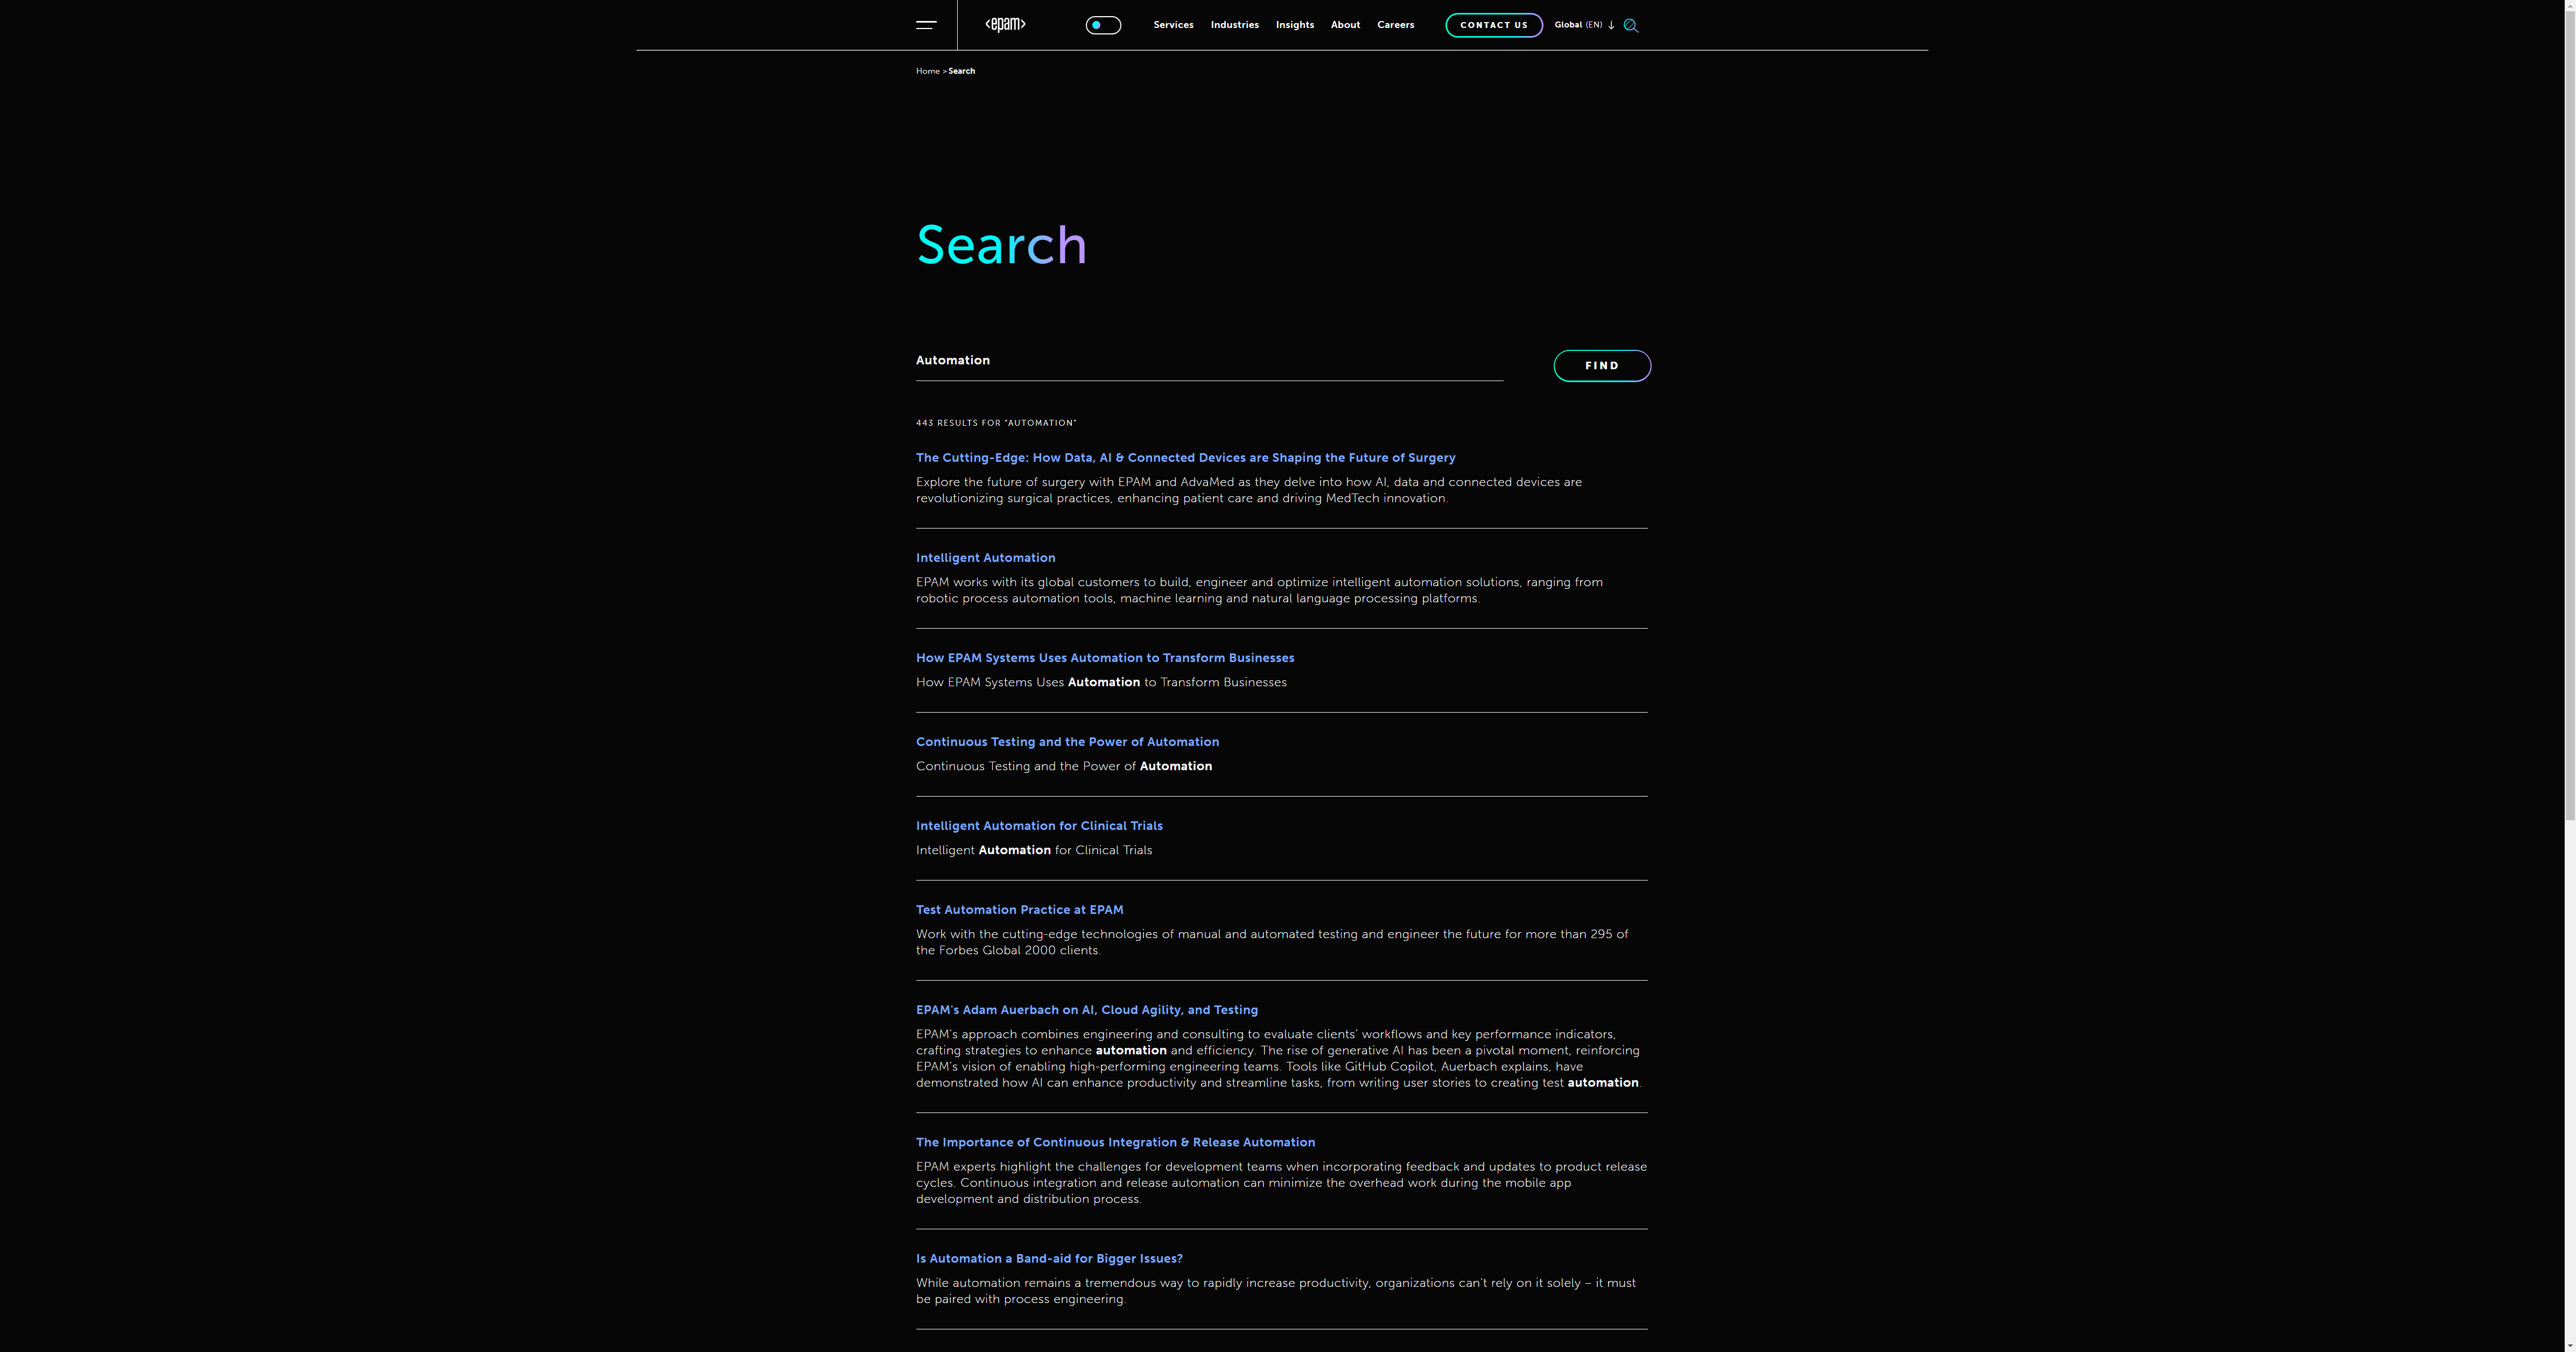 <epam>
Services Industries Insights About Careers CONTACT US Global (EN)
Home > Search
Search
Automation
FIND
443 RESULTS FOR "AUTOMATION"
The Cutting-Edge: How Data, AI & Connected Devices are Shaping the Future of Surgery
Explore the future of surgery with EPAM and AdvaMed as they delve into how AI, data and connected devices are
revolutionizing surgical practices, enhancing patient care and driving MedTech innovation.
Intelligent Automation
EPAM works with its global customers to build, engineer and optimize intelligent automation solutions, ranging from
robotic process automation tools, machine learning and natural language processing platforms.
How EPAM Systems Uses Automation to Transform Businesses
How EPAM Systems Uses Automation to Transform Businesses
Continuous Testing and the Power of Automation
Continuous Testing and the Power of Automation
Intelligent Automation for Clinical Trials
Intelligent Automation for Clinical Trials
Test Automation Practice at EPAM
Work with the cutting-edge technologies of manual and automated testing and engineer the future for more than 295 of
the Forbes Global 2000 clients.
EPAM's Adam Auerbach on AI, Cloud Agility, and Testing
EPAM's approach combines engineering and consulting to evaluate clients' workflows and key performance indicators,
crafting strategies to enhance automation and efficiency. The rise of generative AI has been a pivotal moment, reinforcing
EPAM's vision of enabling high-performing engineering teams. Tools like GitHub Copilot, Auerbach explains, have
demonstrated how AI can enhance productivity and streamline tasks, from writing user stories to creating test automation.
The Importance of Continuous Integration & Release Automation
EPAM experts highlight the challenges for development teams when incorporating feedback and updates to product release
cycles. Continuous integration and release automation can minimize the overhead work during the mobile app
development and distribution process.
Is Automation a Band-aid for Bigger Issues?
While automation remains a tremendous way to rapidly increase productivity, organizations can't rely on it solely – it must
be paired with process engineering.